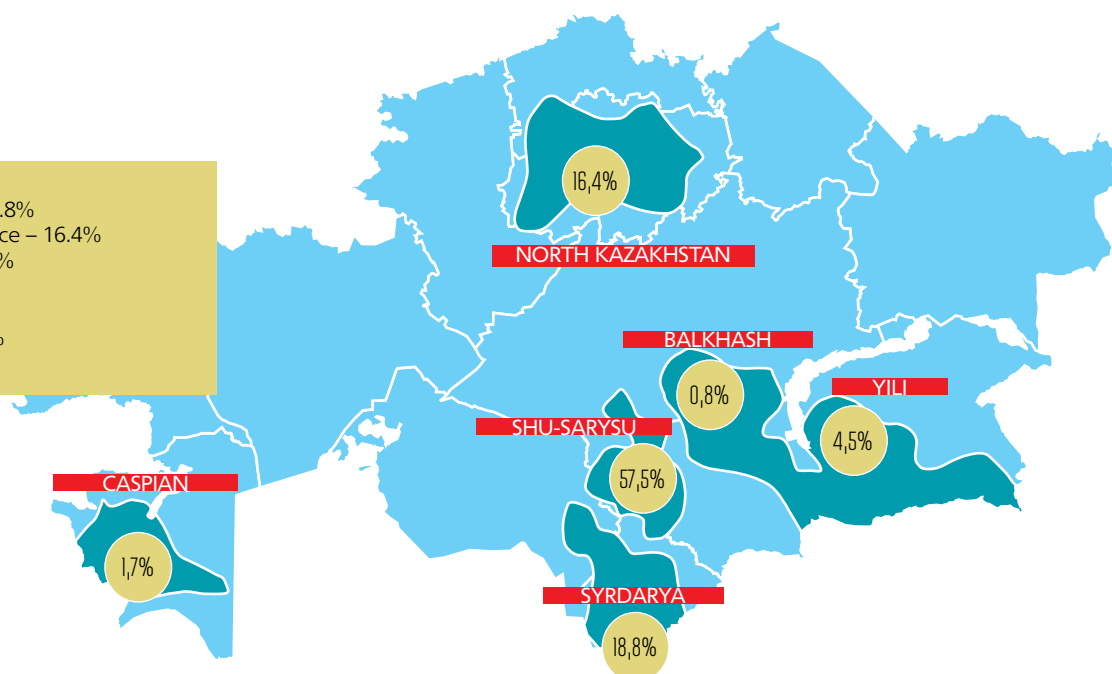 16,4%
.8%
ce – 16.4%
%
%
NORTH KAZAKHSTAN
BALKHASH
0,8%
YILI
4,5%
SHU-SARYSU
57,5%
CASPIAN
1,7%
SYRDARYA
18,8%